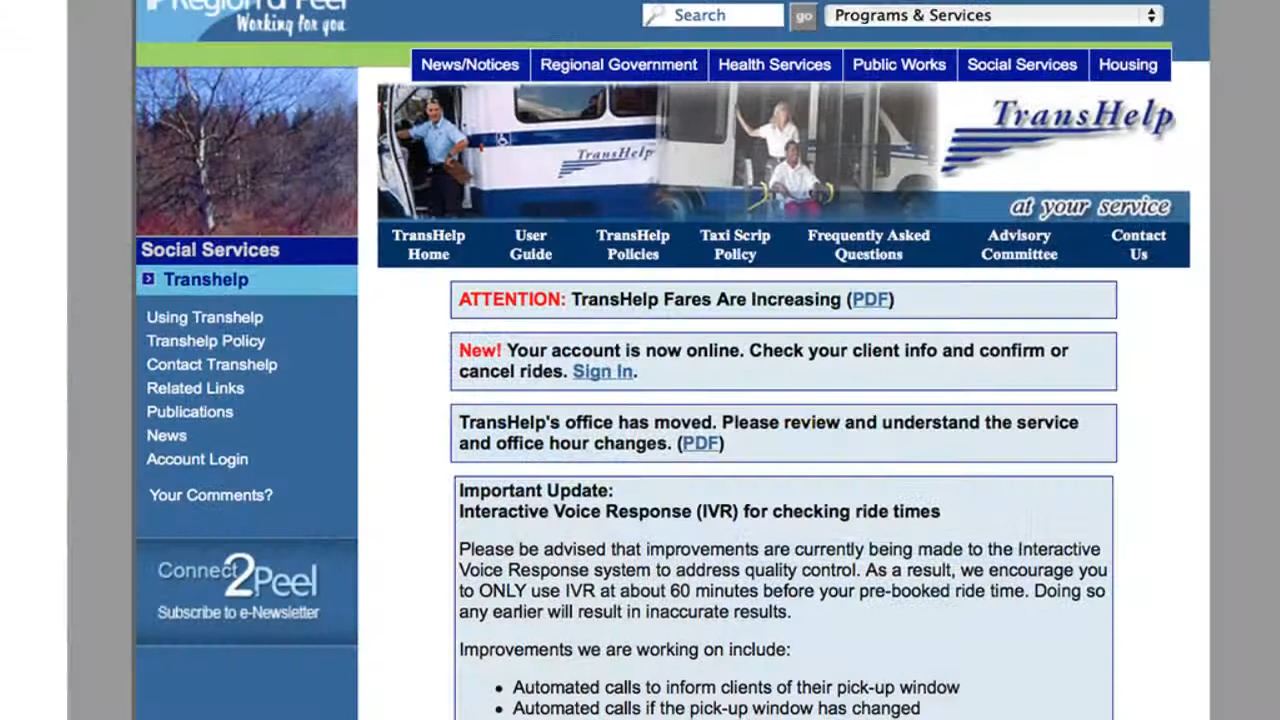 Region of Peel
Working for you
Search
go
Programs & Services
News/Notices
Regional Government
Health Services
Public Works
Social Services
Housing
TransHelp
TransHelp
at your service
TransHelp Home
User Guide
TransHelp Policies
Taxi Scrip Policy
Frequently Asked Questions
Advisory Committee
Contact Us
Social Services
Transhelp
Using Transhelp
Transhelp Policy
Contact Transhelp
Related Links
Publications
News
Account Login
Your Comments?
Connect2Peel
Subscribe to e-Newsletter
ATTENTION: TransHelp Fares Are Increasing (PDF)
New! Your account is now online. Check your client info and confirm or
cancel rides. Sign In.
TransHelp's office has moved. Please review and understand the service
and office hour changes. (PDF)
Important Update:
Interactive Voice Response (IVR) for checking ride times
Please be advised that improvements are currently being made to the Interactive
Voice Response system to address quality control. As a result, we encourage you
to ONLY use IVR at about 60 minutes before your pre-booked ride time. Doing so
any earlier will result in inaccurate results.
Improvements we are working on include:
• Automated calls to inform clients of their pick-up window
• Automated calls if the pick-up window has changed